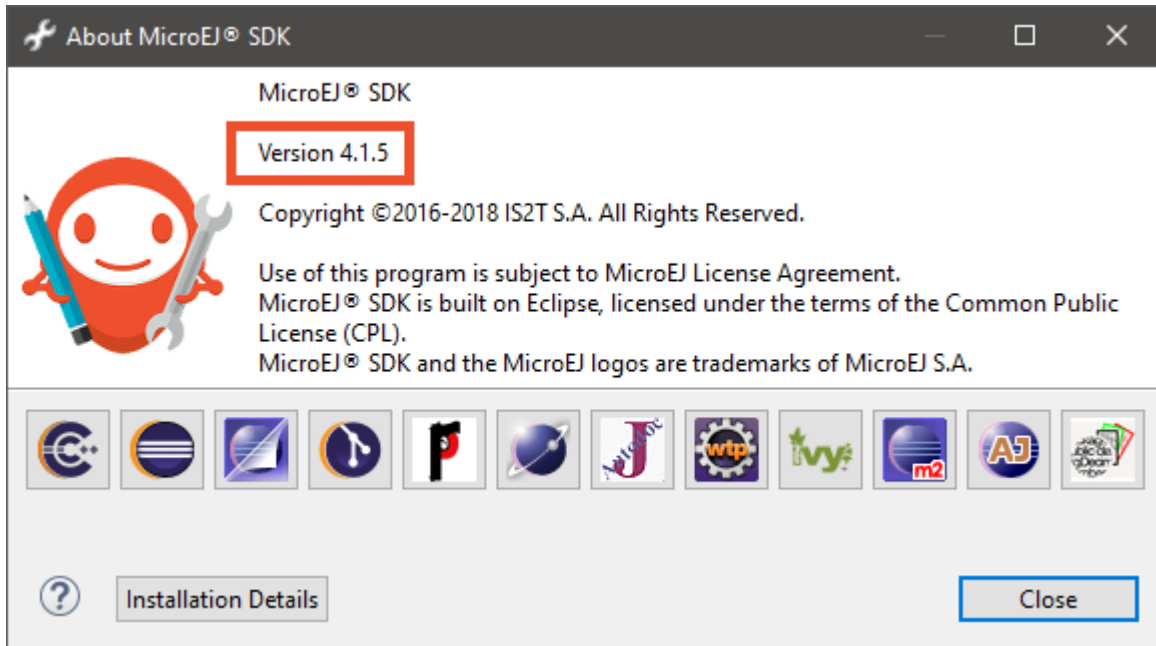 About MicroEJ® SDK
MicroEJ® SDK
Version 4.1.5
Copyright ©2016-2018 IS2T S.A. All Rights Reserved.
Use of this program is subject to MicroEJ License Agreement.
MicroEJ® SDK is built on Eclipse, licensed under the terms of the Common Public
License (CPL).
MicroEJ® SDK and the MicroEJ logos are trademarks of MicroEJ S.A.
C
J Autodoc
wtp
ivy
m2
AJ
?
Installation Details
Close